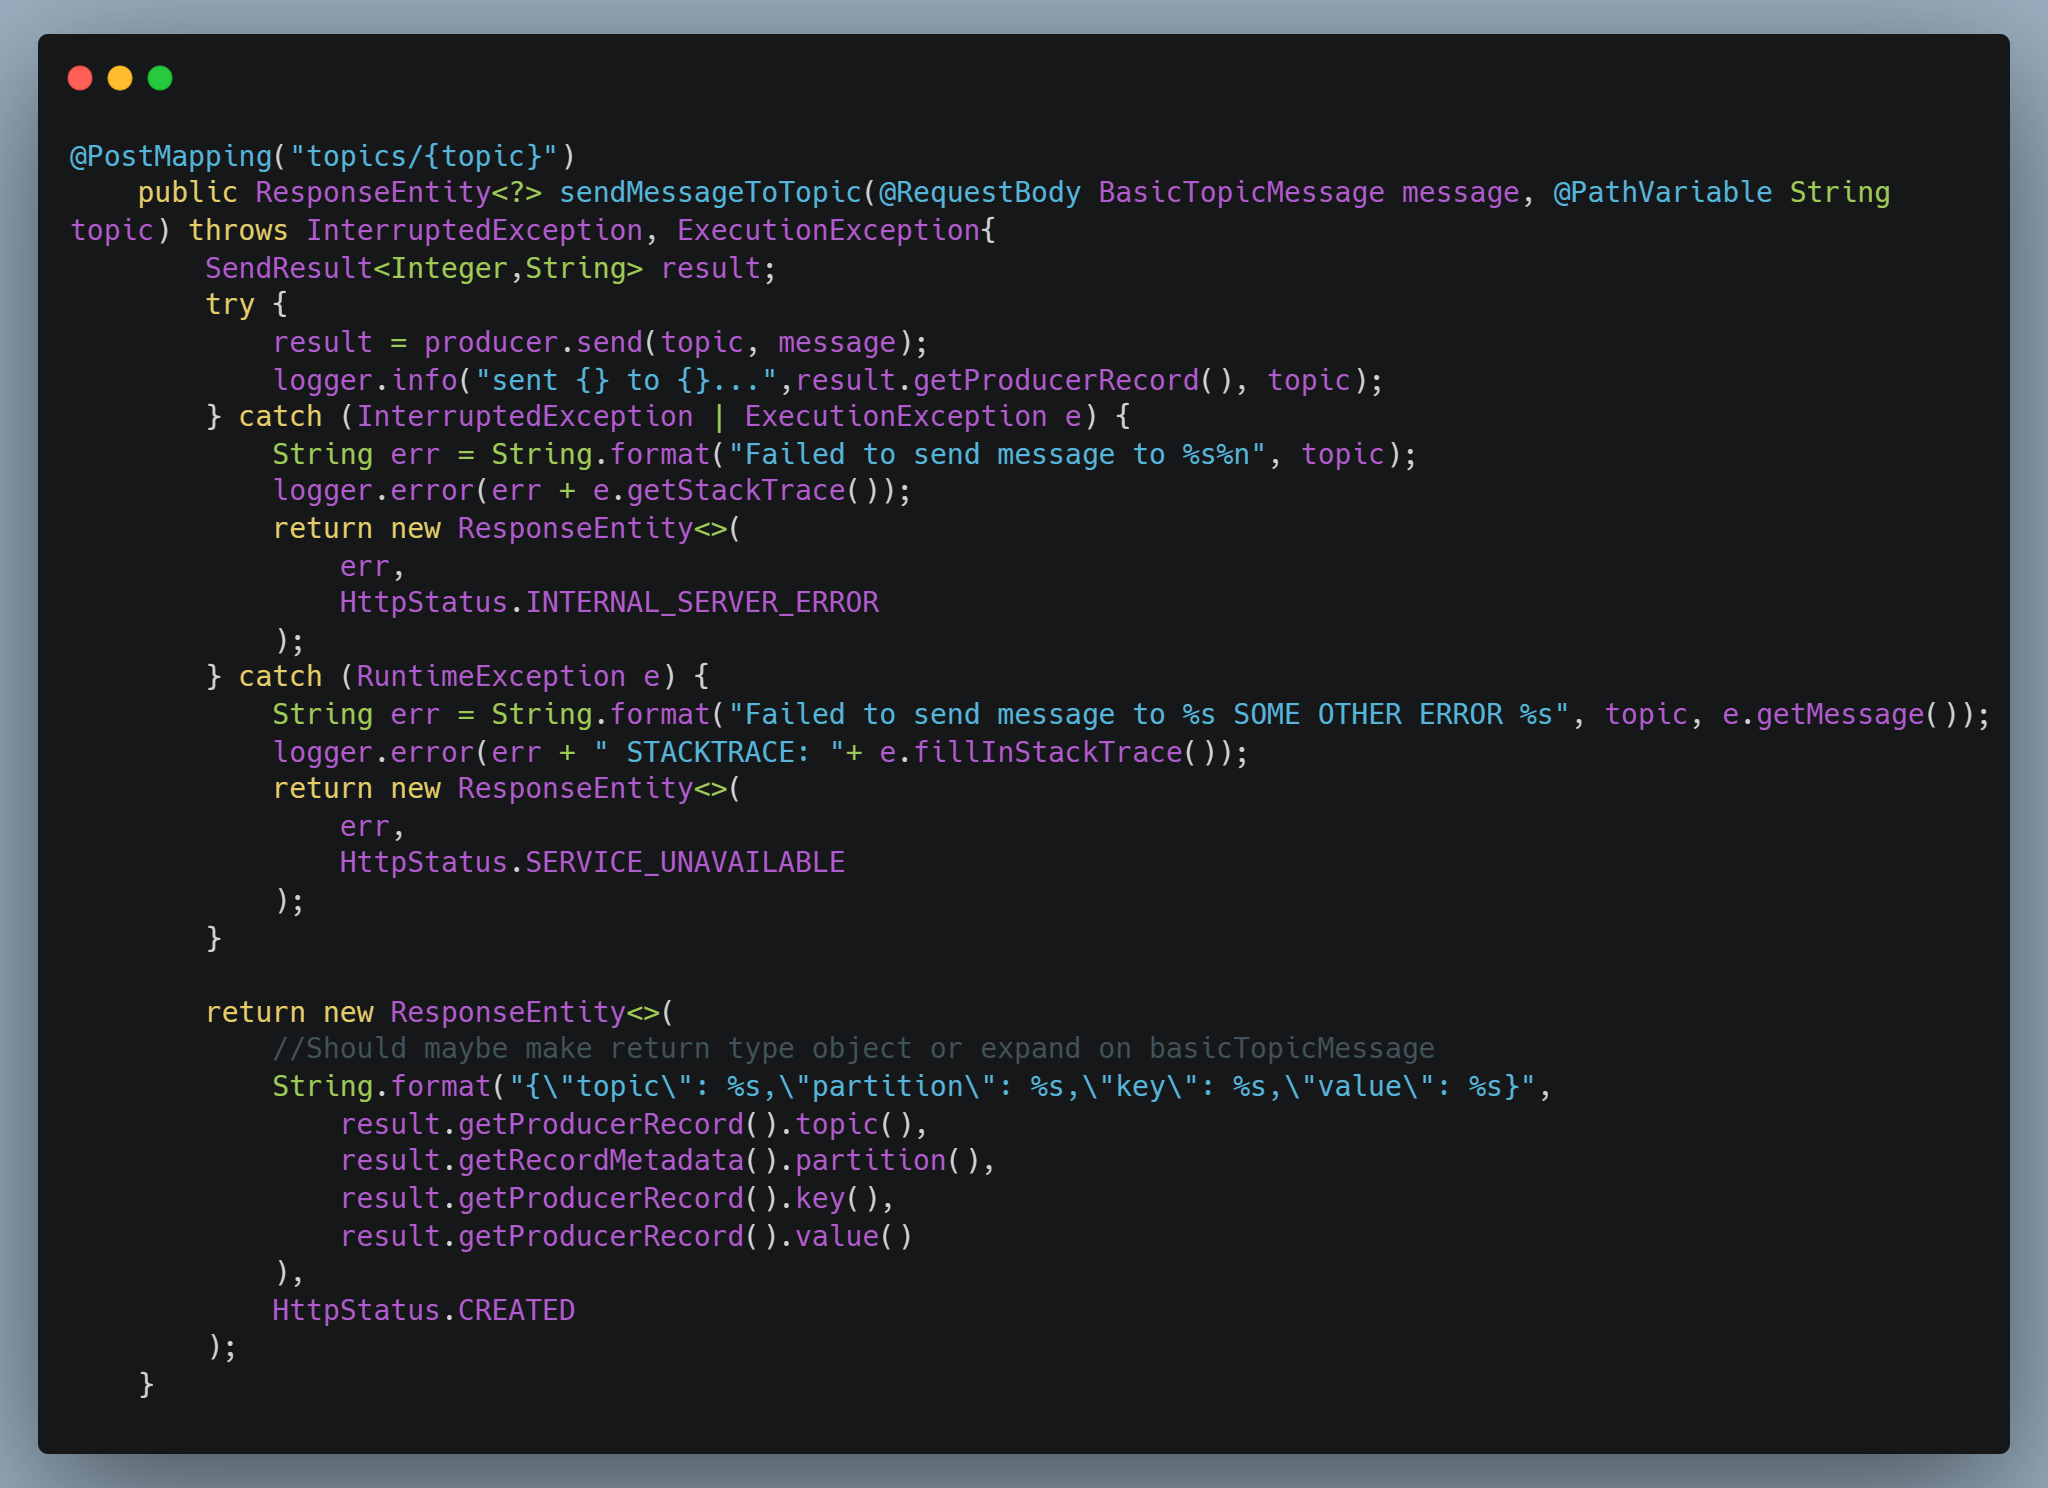 @PostMapping("topics/{topic}")
    public ResponseEntity<?> sendMessageToTopic(@RequestBody BasicTopicMessage message, @PathVariable String
topic) throws InterruptedException, ExecutionException{
        SendResult<Integer,String> result;
        try {
            result = producer.send(topic, message);
            logger.info("sent {} to {}...",result.getProducerRecord(), topic);
        } catch (InterruptedException | ExecutionException e) {
            String err = String.format("Failed to send message to %s%n", topic);
            logger.error(err + e.getStackTrace());
            return new ResponseEntity<>(
                err,
                HttpStatus.INTERNAL_SERVER_ERROR
            );
        } catch (RuntimeException e) {
            String err = String.format("Failed to send message to %s SOME OTHER ERROR %s", topic, e.getMessage());
            logger.error(err + " STACKTRACE: "+ e.fillInStackTrace());
            return new ResponseEntity<>(
                err,
                HttpStatus.SERVICE_UNAVAILABLE
            );
        }

        return new ResponseEntity<>(
            //Should maybe make return type object or expand on basicTopicMessage
            String.format("{\"topic\": %s,\"partition\": %s,\"key\": %s,\"value\": %s}",
                result.getProducerRecord().topic(),
                result.getRecordMetadata().partition(),
                result.getProducerRecord().key(),
                result.getProducerRecord().value()
            ),
            HttpStatus.CREATED
        );
    }